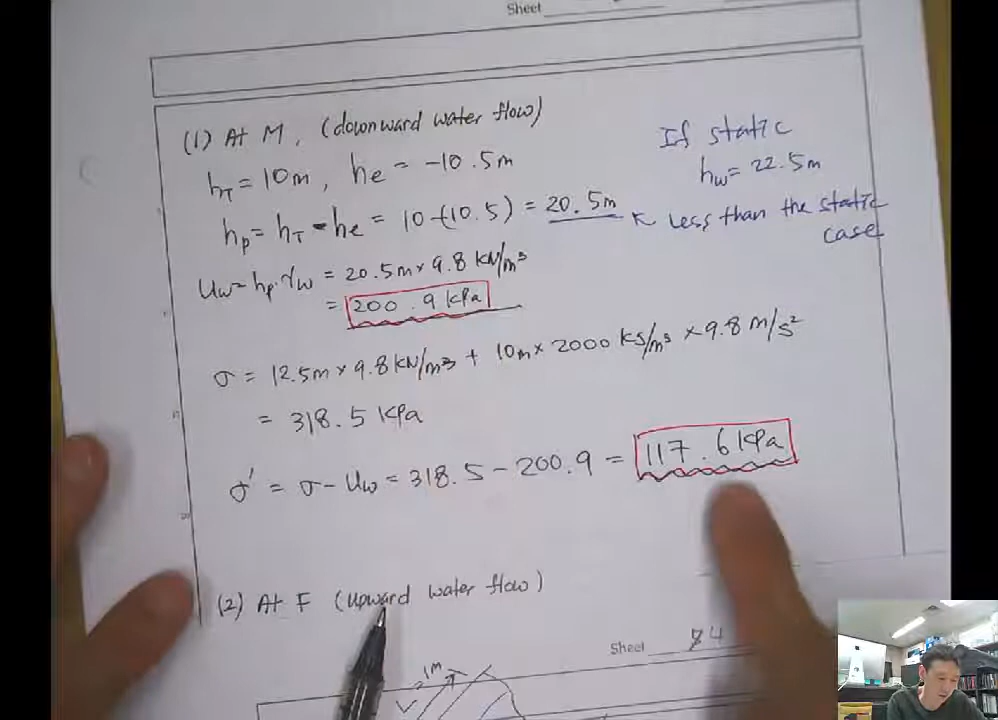 Sheet
(1) At M, (downward water flow)
hT = 10m, he = -10.5m
hp = hT - he = 10-(10.5) = 20.5m
If static
hw = 22.5m
← less than the static
case
uw = hp·γw = 20.5m × 9.8 kN/m³
= 200.9 kPa
σ = 12.5m × 9.8 kN/m³ + 10m × 2000 kg/m³ × 9.8 m/s²
= 318.5 kPa
σ' = σ - uw = 318.5 - 200.9 = 117.6 kPa
(2) At F (upward water flow)
Sheet 84
1m